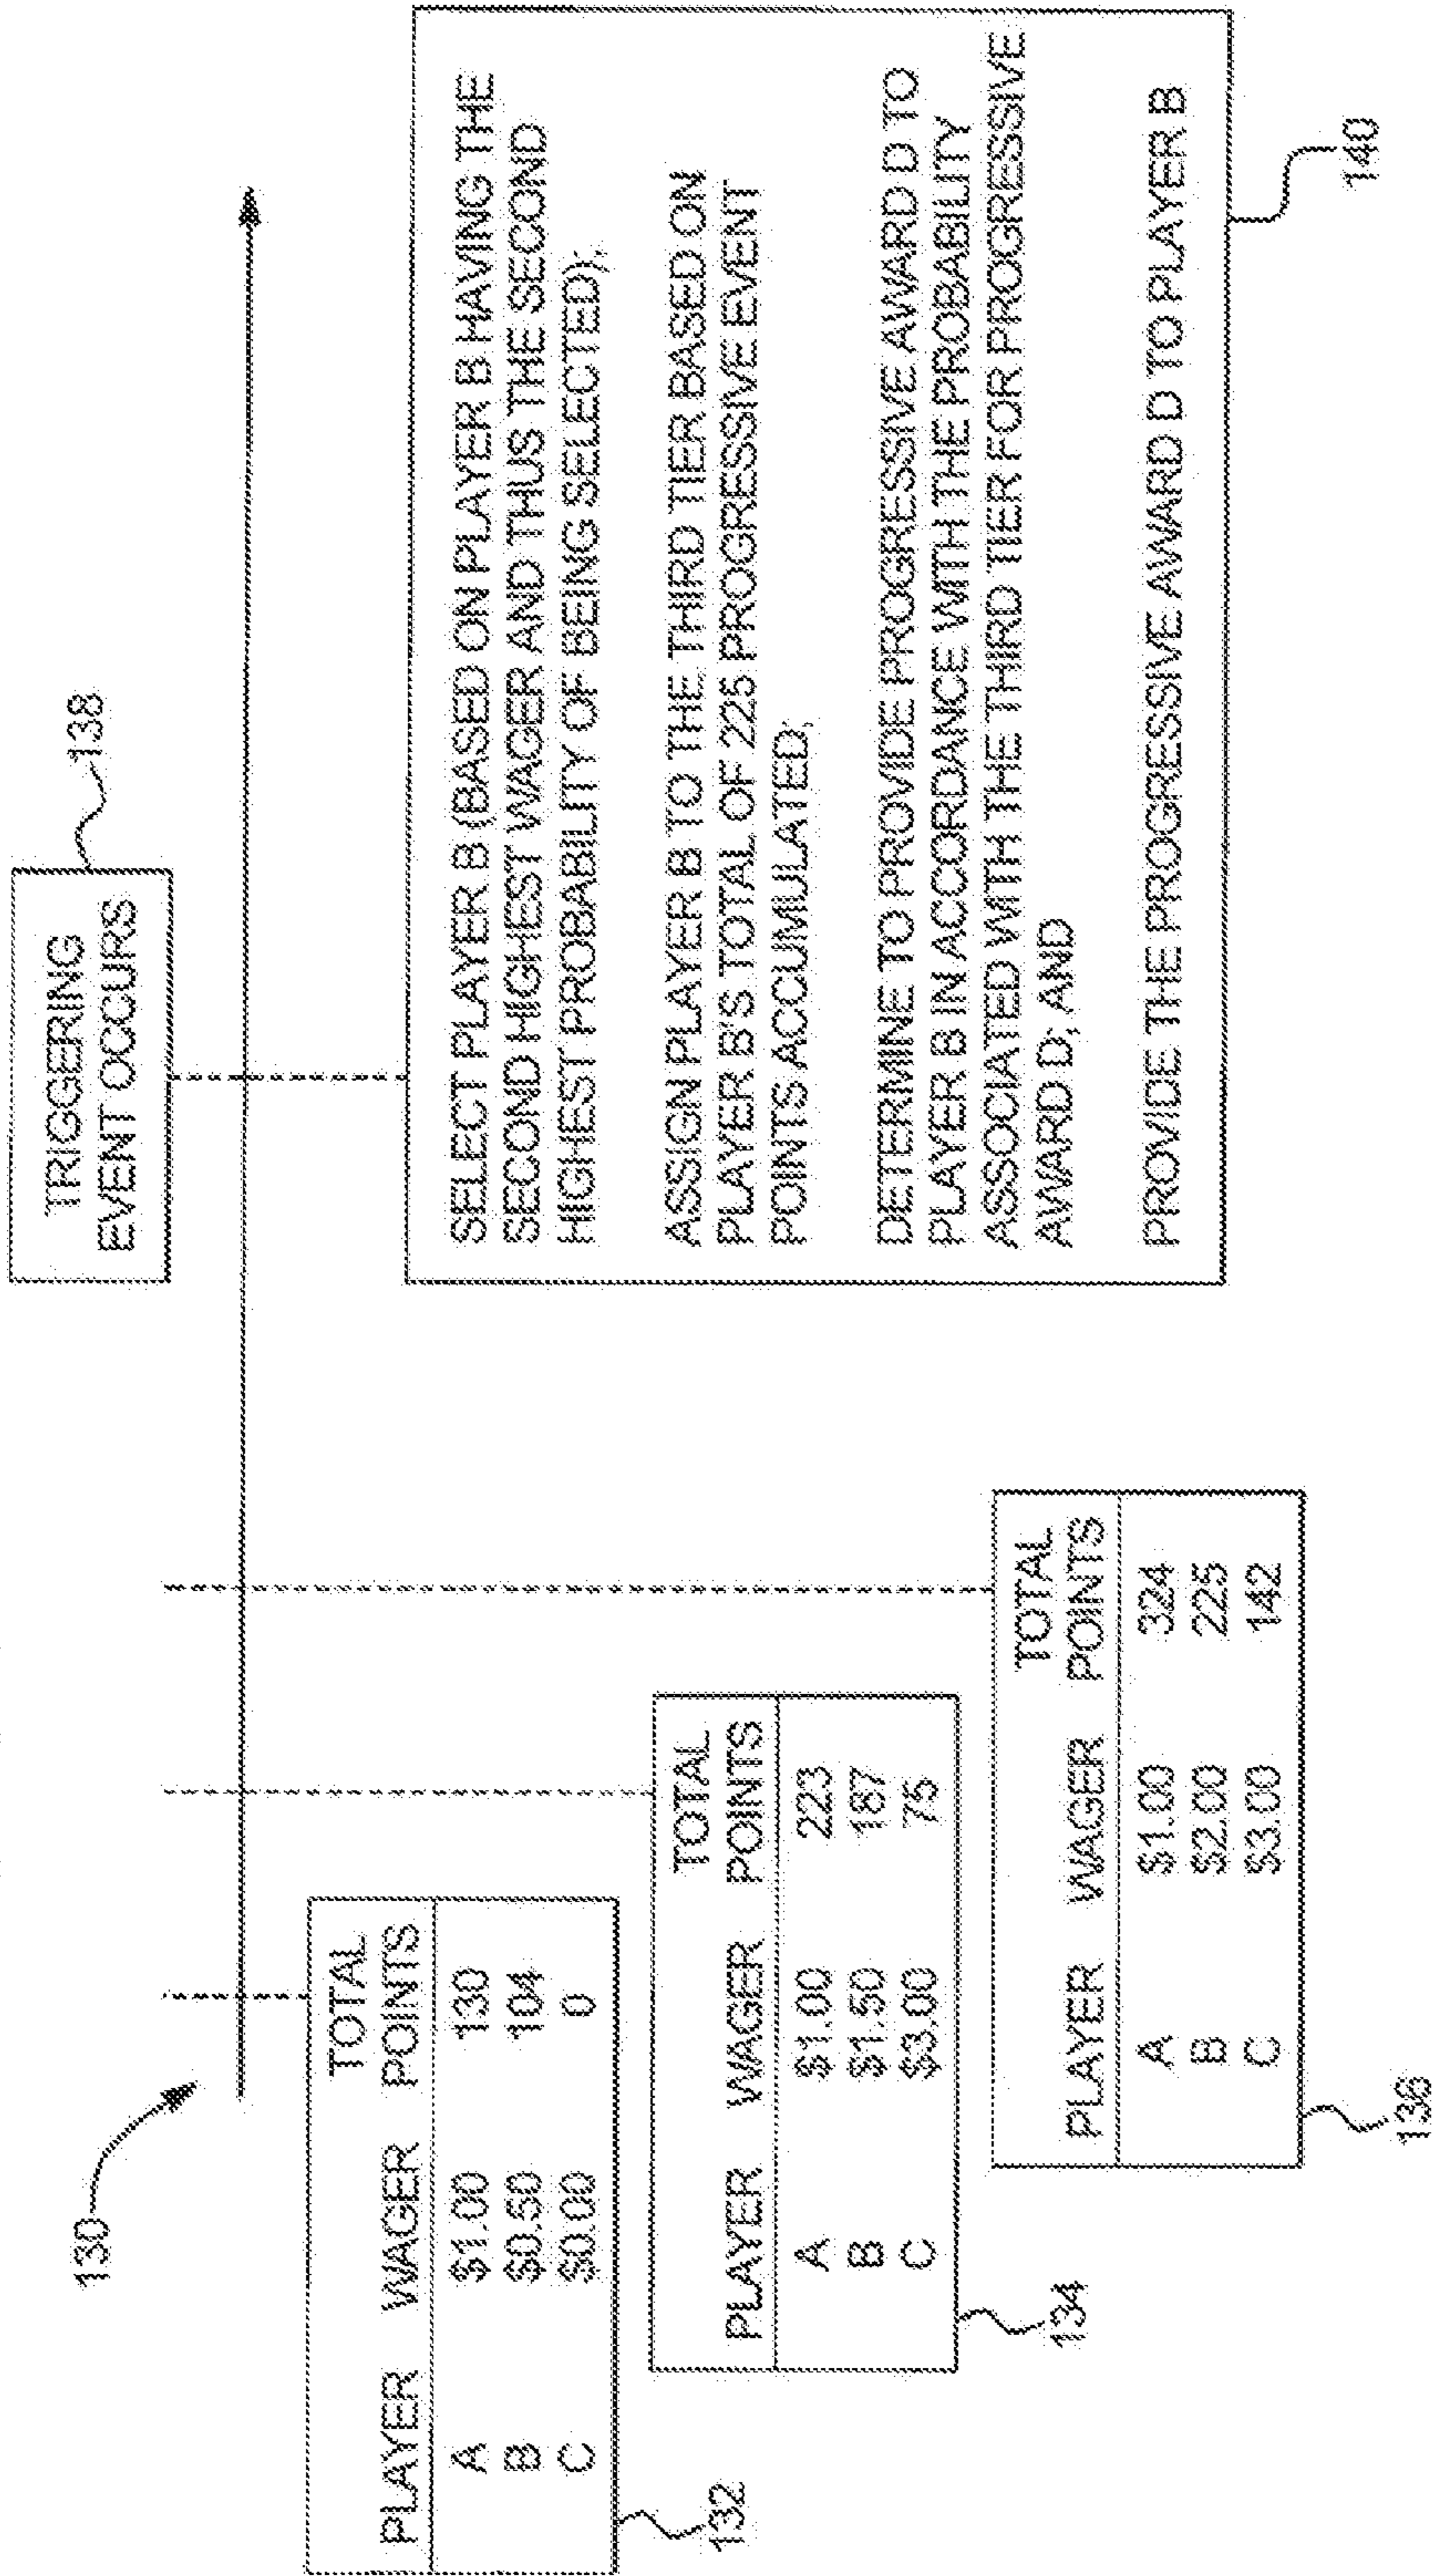 130
TRIGGERING
EVENT OCCURS
138
PLAYER WAGER TOTAL POINTS
A $1.00 130
B $0.50 104
C $0.00 0
132
PLAYER WAGER TOTAL POINTS
A $1.00 223
B $1.50 187
C $3.00 75
134
PLAYER WAGER TOTAL POINTS
A $1.00 324
B $2.00 225
C $3.00 142
136
SELECT PLAYER B (BASED ON PLAYER B HAVING THE
SECOND HIGHEST WAGER AND THUS THE SECOND
HIGHEST PROBABILITY OF BEING SELECTED);
ASSIGN PLAYER B TO THE THIRD TIER BASED ON
PLAYER B'S TOTAL OF 225 PROGRESSIVE EVENT
POINTS ACCUMULATED;
DETERMINE TO PROVIDE PROGRESSIVE AWARD D TO
PLAYER B IN ACCORDANCE WITH THE PROBABILITY
ASSOCIATED WITH THE THIRD TIER FOR PROGRESSIVE
AWARD D; AND
PROVIDE THE PROGRESSIVE AWARD D TO PLAYER B
140